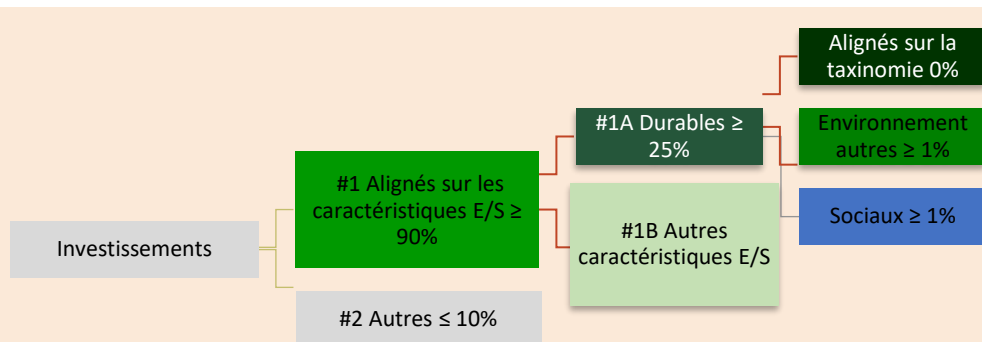 Investissements
#1 Alignés sur les
caractéristiques E/S ≥
90%
#2 Autres ≤ 10%
#1A Durables ≥
25%
#1B Autres
caractéristiques E/S
Alignés sur la
taxinomie 0%
Environnement
autres ≥ 1%
Sociaux ≥ 1%